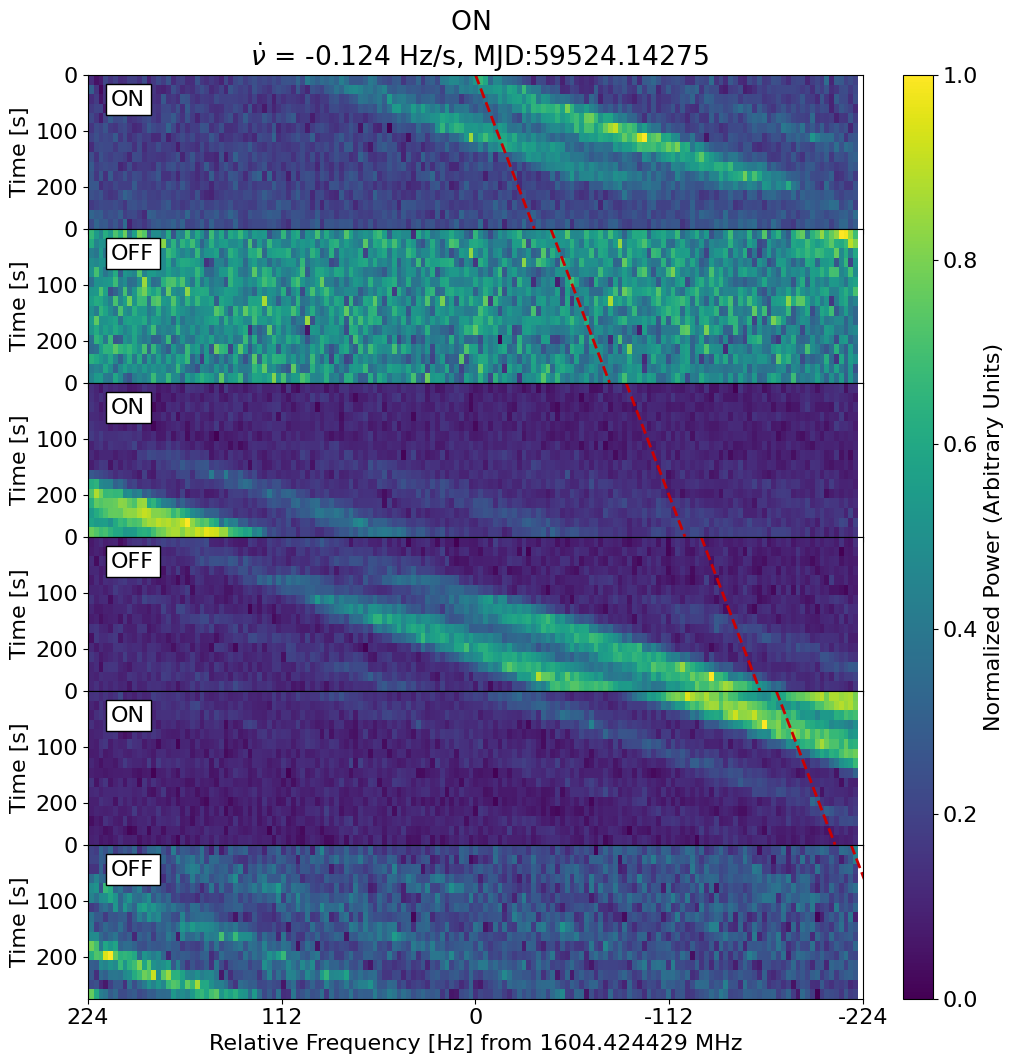 ON
ν̇ = -0.124 Hz/s, MJD:59524.14275
0
ON
100
Time [s]
200
0
OFF
100
Time [s]
200
0
ON
100
Time [s]
200
0
OFF
100
Time [s]
200
0
ON
100
Time [s]
200
0
OFF
100
Time [s]
200
224 112 0 -112 -224
Relative Frequency [Hz] from 1604.424429 MHz
1.0
0.8
0.6
0.4
0.2
0.0
Normalized Power (Arbitrary Units)